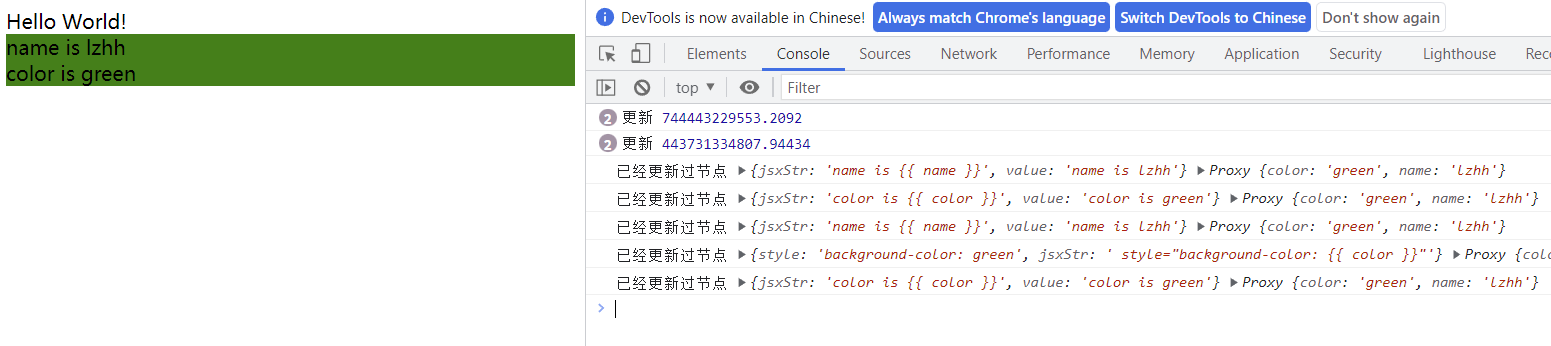 Hello World!
name is lzhh
color is green
DevTools is now available in Chinese! Always match Chrome's language Switch DevTools to Chinese Don't show again
Elements Console Sources Network Performance Memory Application Security Lighthouse Reco
top ▼ Filter
2 更新 744443229553.2092
2 更新 443731334807.94434
已经更新过节点 ▶{jsxStr: 'name is {{ name }}', value: 'name is lzhh'} ▶Proxy {color: 'green', name: 'lzhh'}
已经更新过节点 ▶{jsxStr: 'color is {{ color }}', value: 'color is green'} ▶Proxy {color: 'green', name: 'lzhh'}
已经更新过节点 ▶{jsxStr: 'name is {{ name }}', value: 'name is lzhh'} ▶Proxy {color: 'green', name: 'lzhh'}
已经更新过节点 ▶{style: 'background-color: green', jsxStr: ' style="background-color: {{ color }}"'} ▶Proxy {colo
已经更新过节点 ▶{jsxStr: 'color is {{ color }}', value: 'color is green'} ▶Proxy {color: 'green', name: 'lzhh'}
>